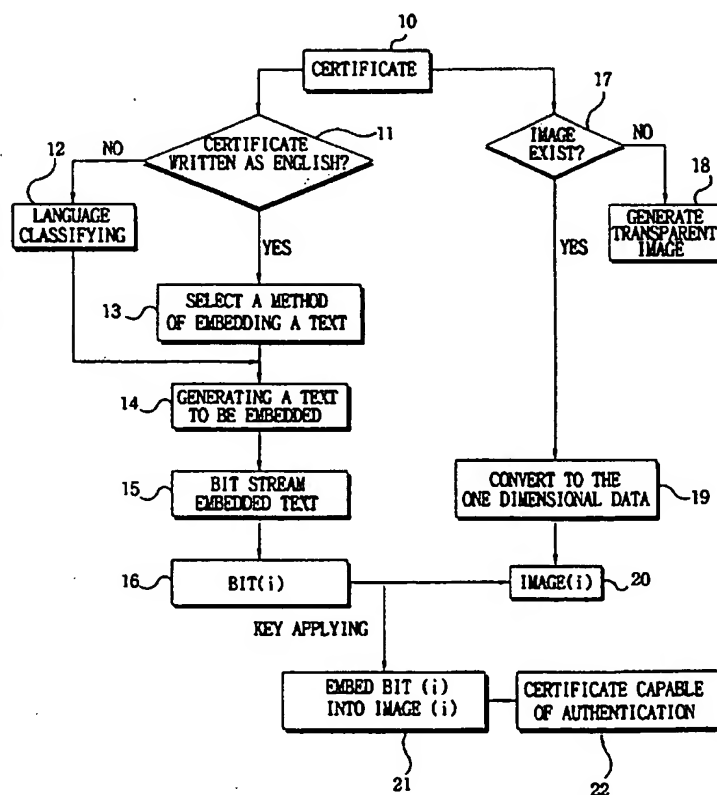 10
CERTIFICATE
17
11
CERTIFICATE
WRITTEN AS ENGLISH?
IMAGE
EXIST?
NO
NO
12
18
LANGUAGE
CLASSIFYING
GENERATE
TRANSPARENT
IMAGE
YES
YES
13
SELECT A METHOD
OF EMBEDDING A TEXT
14
GENERATING A TEXT
TO BE EMBEDDED
15
BIT STREAM
EMBEDDED TEXT
CONVERT TO THE
ONE DIMENSIONAL DATA
19
16
BIT(i)
IMAGE(i)
20
KEY APPLYING
EMBED BIT (i)
INTO IMAGE (i)
CERTIFICATE CAPABLE
OF AUTHENTICATION
21
22